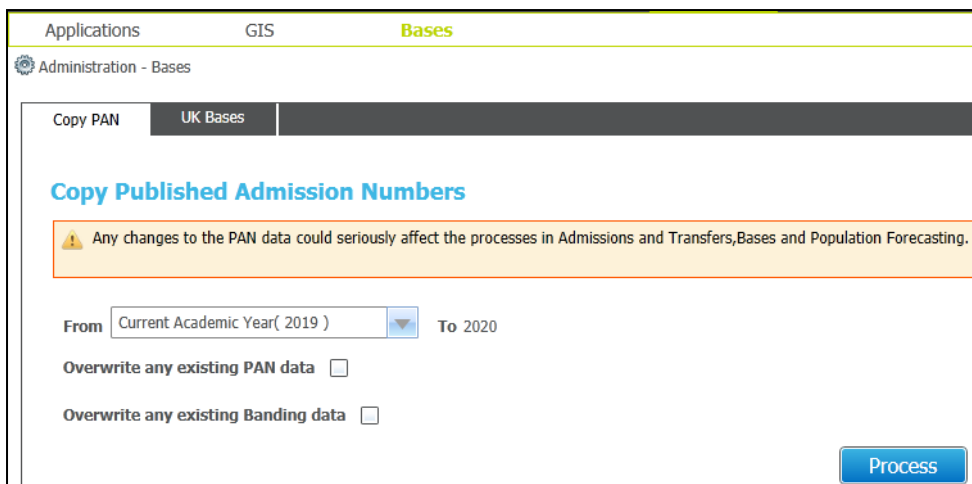 Applications GIS Bases
Administration - Bases
Copy PAN UK Bases
Copy Published Admission Numbers
Any changes to the PAN data could seriously affect the processes in Admissions and Transfers,Bases and Population Forecasting.
From Current Academic Year( 2019 ) To 2020
Overwrite any existing PAN data
Overwrite any existing Banding data
Process